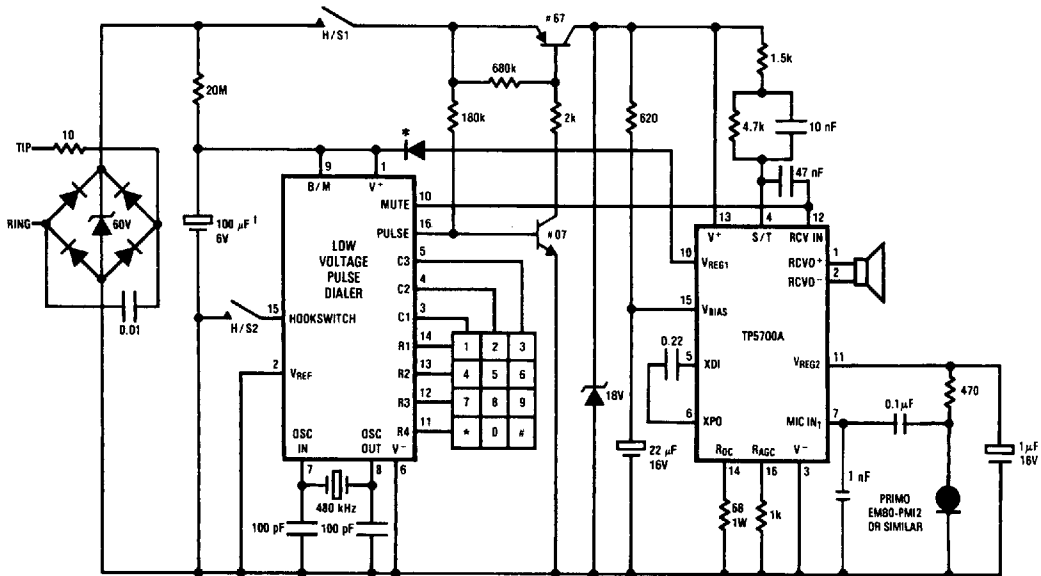 H/S1
# 67
20M
680k
180k
2k
620
1.5k
4.7k
10 nF
47 nF
10
TIP
RING
60V
0.01
100 µF †
6V
*
9
1
B/M
V+
MUTE
10
PULSE
16
# 07
LOW
VOLTAGE
PULSE
DIALER
C3
5
C2
4
C1
3
R1
14
R2
13
R3
12
R4
11
H/S2
15
HOOKSWITCH
2
VREF
OSC
IN
OSC
OUT
V−
7
8
6
480 kHz
100 pF
100 pF
1 2 3
4 5 6
7 8 9
* 0 #
18V
22 µF
16V
13
4
12
V+
S/T
RCV IN
10
VREG1
1
RCVO+
2
RCVO−
15
VBIAS
TP5700A
0.22
5
XDI
6
XPO
VREG2
11
MIC IN1
7
RDC
RAGC
V−
14
16
3
68
1W
1k
470
0.1µF
1 nF
PRIMO
EM80-PMI2
OR SIMILAR
1µF
16V